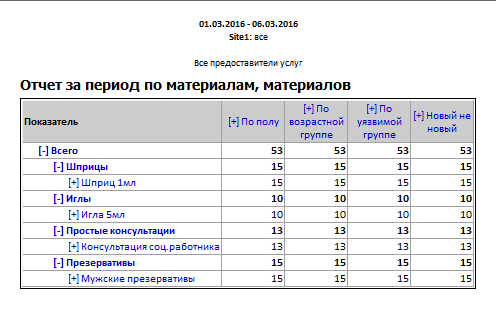 01.03.2016 - 06.03.2016
Site1: все
Все предоставители услуг
Отчет за период по материалам, материалов
Показатель [+] По полу [+] По возрастной группе [+] По уязвимой группе [+] Новый не новый
[-] Всего 53 53 53 53
[-] Шприцы 15 15 15 15
[+] Шприц 1мл 15 15 15 15
[-] Иглы 10 10 10 10
[+] Игла 5мл 10 10 10 10
[-] Простые консультации 13 13 13 13
[+] Консультация соц.работника 13 13 13 13
[-] Презервативы 15 15 15 15
[+] Мужские презервативы 15 15 15 15